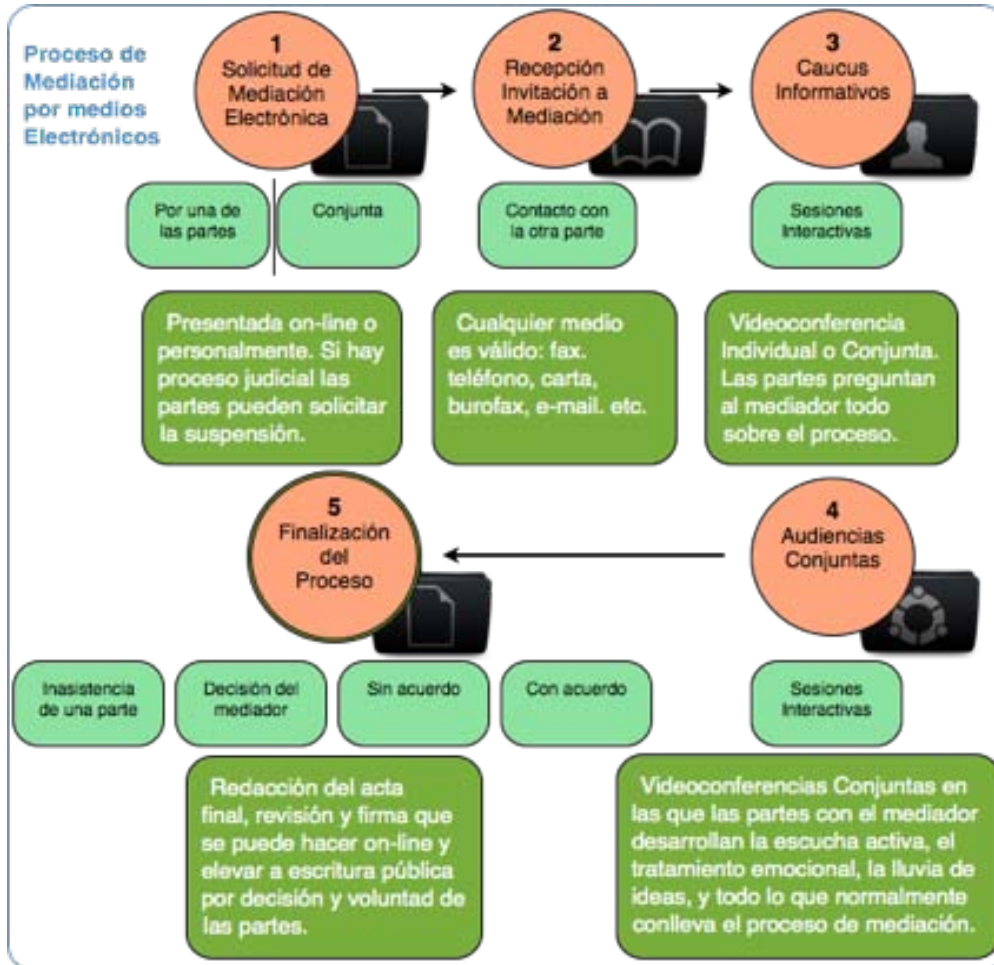 Proceso de
Mediación
por medios
Electrónicos
1
Solicitud de
Mediación
Electrónica
2
Recepción
Invitación a
Mediación
3
Caucus
Informativos
Por una de
las partes
Conjunta
Contacto con
la otra parte
Sesiones
Interactivas
Presentada on-line o
personalmente. Si hay
proceso judicial las
partes pueden solicitar
la suspensión.
Cualquier medio
es válido: fax.
teléfono, carta,
burofax, e-mail. etc.
Videoconferencia
Individual o Conjunta.
Las partes preguntan
al mediador todo
sobre el proceso.
4
Audiencias
Conjuntas
Sesiones
Interactivas
Videoconferencias Conjuntas en
las que las partes con el mediador
desarrollan la escucha activa, el
tratamiento emocional, la lluvia de
ideas, y todo lo que normalmente
conlleva el proceso de mediación.
5
Finalización
del
Proceso
Inasistencia
de una parte
Decisión del
mediador
Sin acuerdo
Con acuerdo
Redacción del acta
final, revisión y firma que
se puede hacer on-line y
elevar a escritura pública
por decisión y voluntad de
las partes.